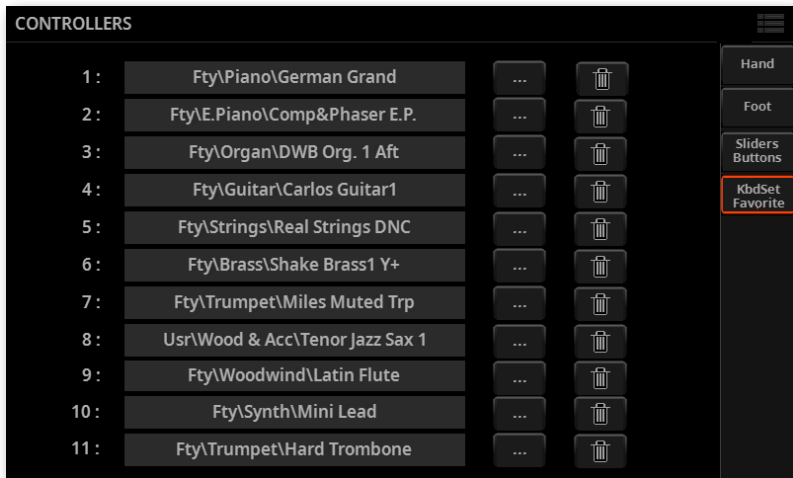 CONTROLLERS
1 : Fty\Piano\German Grand ...
2 : Fty\E.Piano\Comp&Phaser E.P. ...
3 : Fty\Organ\DWB Org. 1 Aft ...
4 : Fty\Guitar\Carlos Guitar1 ...
5 : Fty\Strings\Real Strings DNC ...
6 : Fty\Brass\Shake Brass1 Y+ ...
7 : Fty\Trumpet\Miles Muted Trp ...
8 : Usr\Wood & Acc\Tenor Jazz Sax 1 ...
9 : Fty\Woodwind\Latin Flute ...
10 : Fty\Synth\Mini Lead ...
11 : Fty\Trumpet\Hard Trombone ...
Hand
Foot
Sliders
Buttons
KbdSet
Favorite